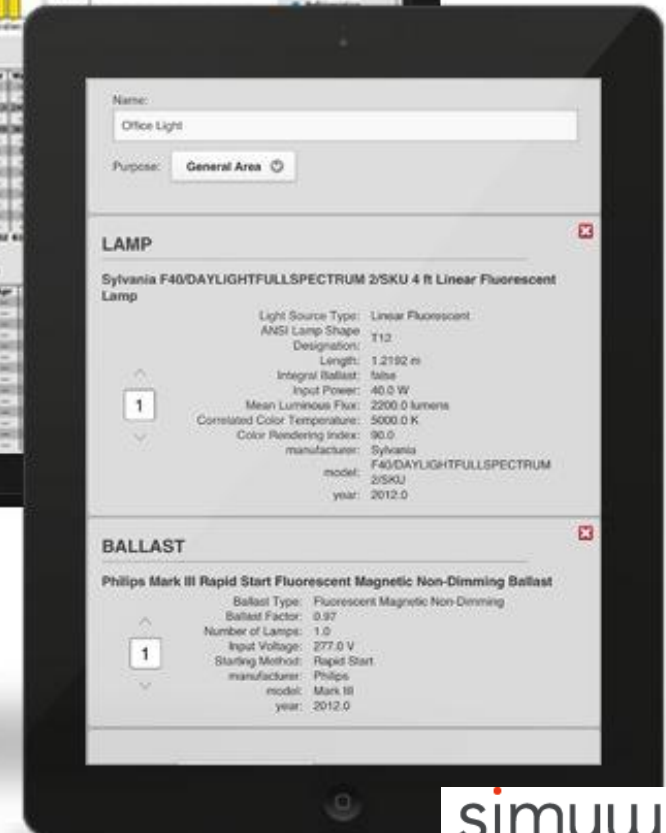 Name:
Office Light
Purpose: General Area
LAMP
Sylvania F40/DAYLIGHTFULLSPECTRUM 2/SKU 4 ft Linear Fluorescent
Lamp
Light Source Type: Linear Fluorescent
ANSI Lamp Shape
Designation: T12
Length: 1.2192 m
Integral Ballast: false
Input Power: 40.0 W
1
Mean Luminous Flux: 2200.0 lumens
Correlated Color Temperature: 5000.0 K
Color Rendering Index: 90.0
manufacturer: Sylvania
model: F40/DAYLIGHTFULLSPECTRUM
2/SKU
year: 2012.0
BALLAST
Philips Mark III Rapid Start Fluorescent Magnetic Non-Dimming Ballast
Ballast Type: Fluorescent Magnetic Non-Dimming
Ballast Factor: 0.97
Number of Lamps: 1.0
1
Input Voltage: 277.0 V
Starting Method: Rapid Start
manufacturer: Philips
model: Mark III
year: 2012.0
simuw